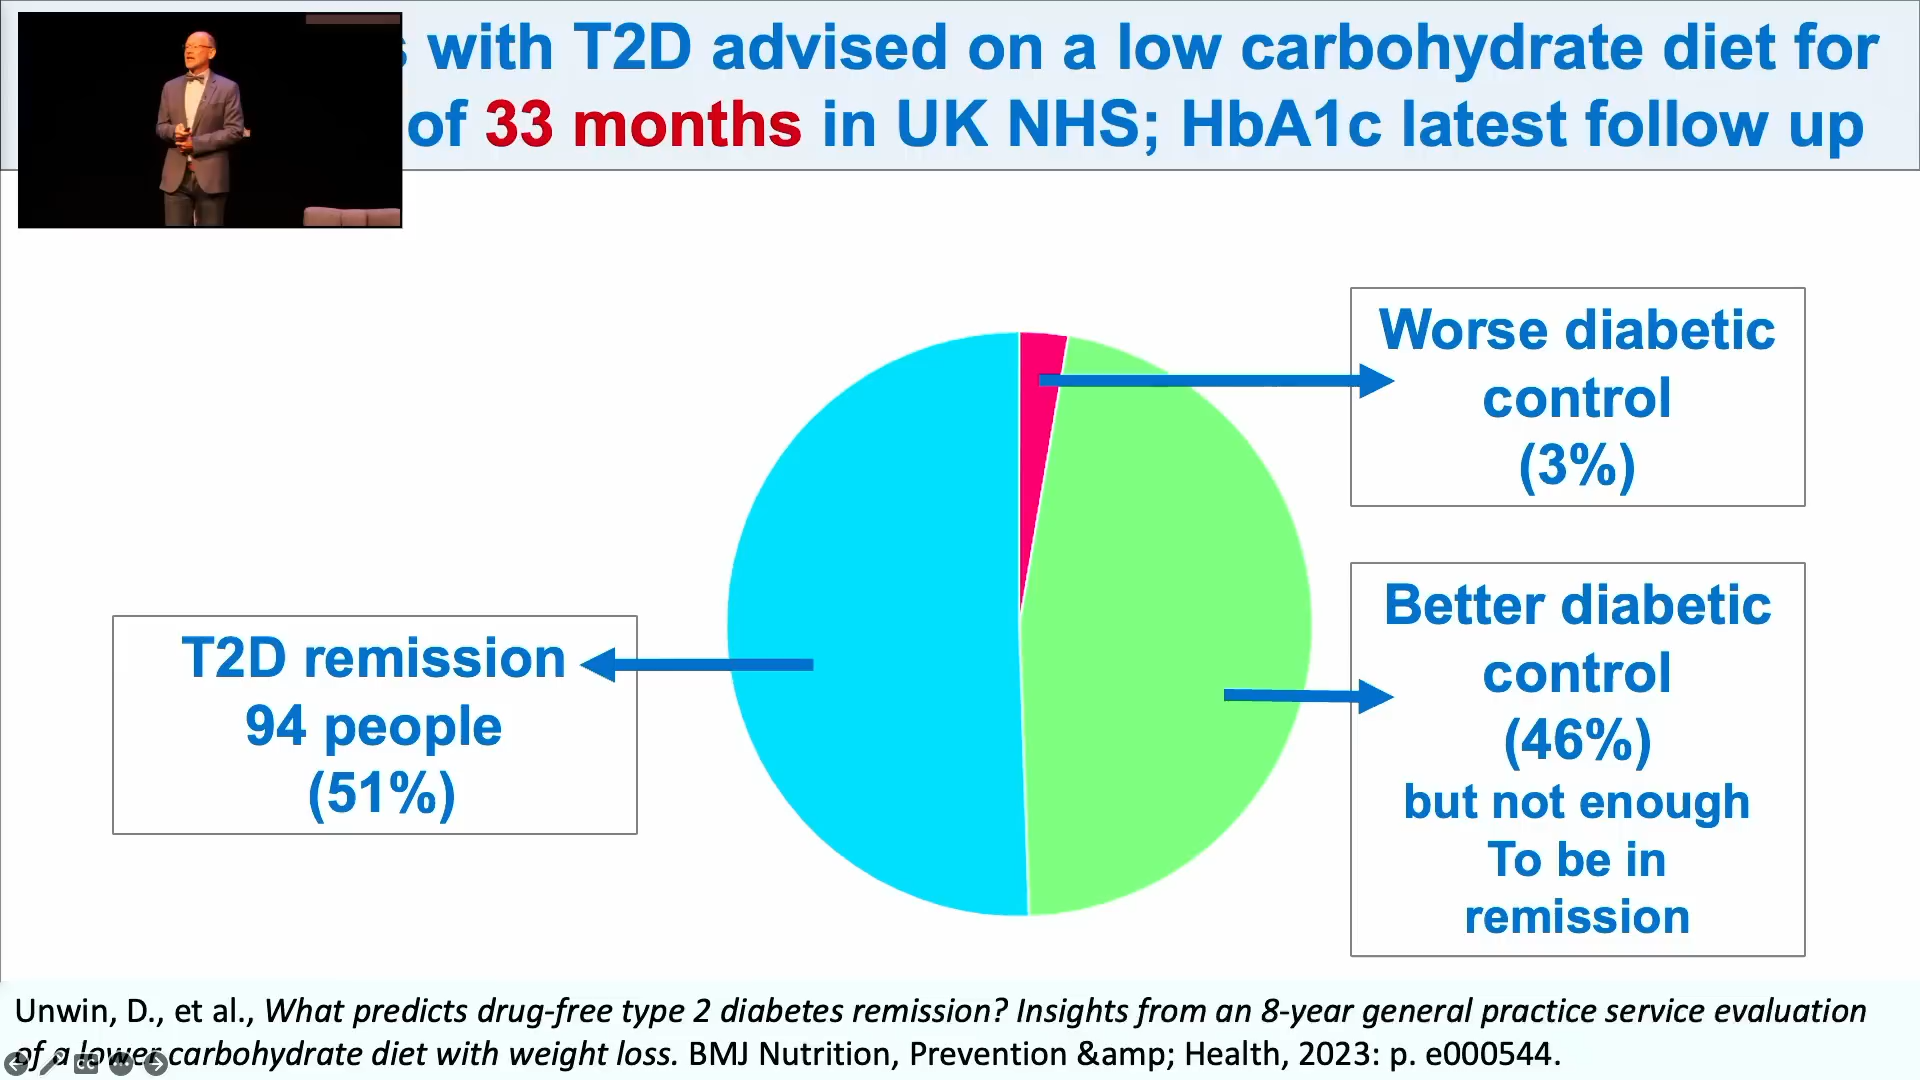 with T2D advised on a low carbohydrate diet for
of 33 months in UK NHS; HbA1c latest follow up
Worse diabetic
control
(3%)
T2D remission
94 people
(51%)
Better diabetic
control
(46%)
but not enough
To be in
remission
Unwin, D., et al., What predicts drug-free type 2 diabetes remission? Insights from an 8-year general practice service evaluation
of a lower carbohydrate diet with weight loss. BMJ Nutrition, Prevention &amp; Health, 2023: p. e000544.
CC